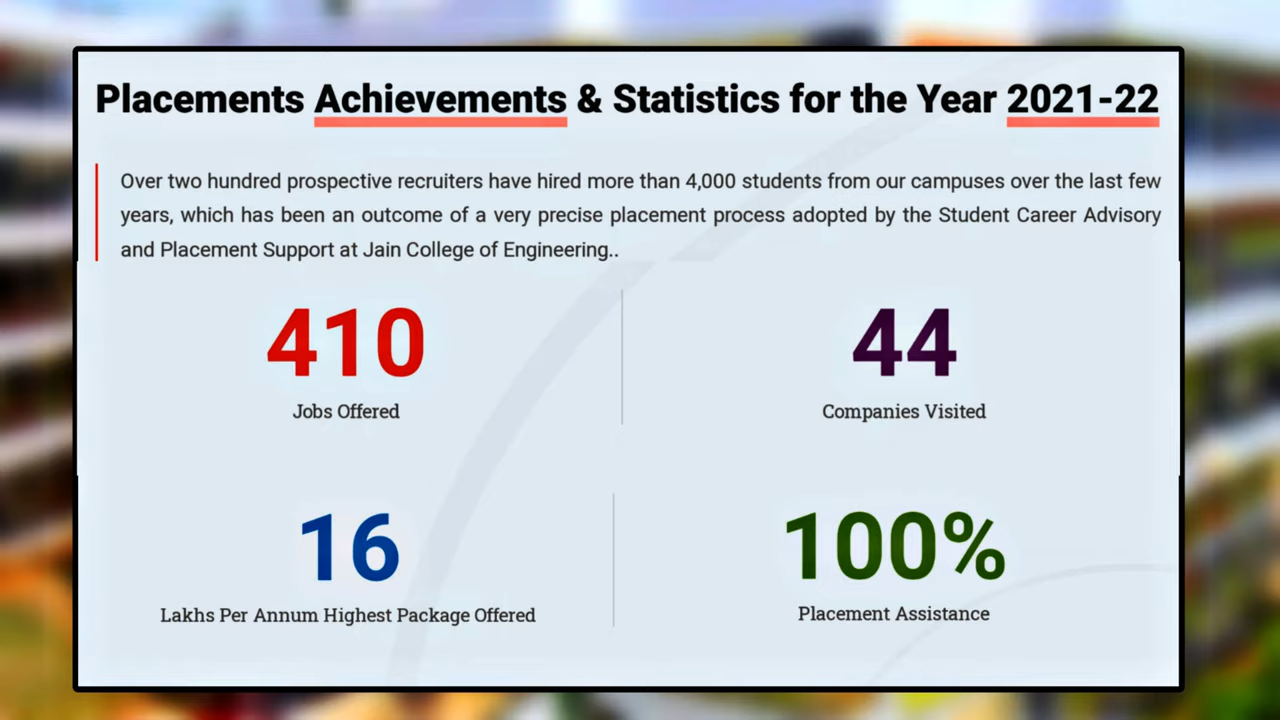 Placements Achievements & Statistics for the Year 2021-22
Over two hundred prospective recruiters have hired more than 4,000 students from our campuses over the last few
years, which has been an outcome of a very precise placement process adopted by the Student Career Advisory
and Placement Support at Jain College of Engineering..
410
Jobs Offered
44
Companies Visited
16
Lakhs Per Annum Highest Package Offered
100%
Placement Assistance